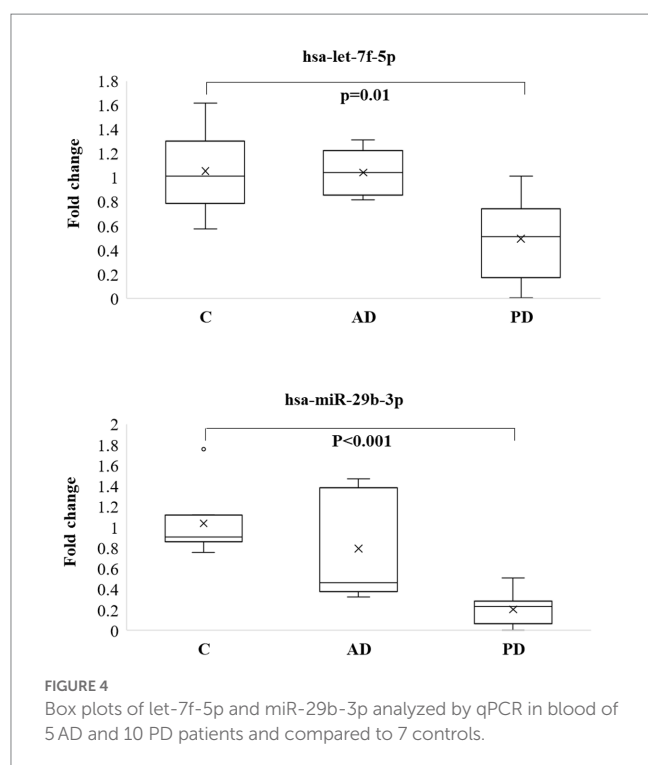 hsa-let-7f-5p
p=0.01
Fold change
1.8
1.6
1.4
1.2
1
0.8
0.6
0.4
0.2
0
C AD PD
hsa-miR-29b-3p
P<0.001
Fold change
2
1.8
1.6
1.4
1.2
1
0.8
0.6
0.4
0.2
0
C AD PD
FIGURE 4
Box plots of let-7f-5p and miR-29b-3p analyzed by qPCR in blood of
5 AD and 10 PD patients and compared to 7 controls.